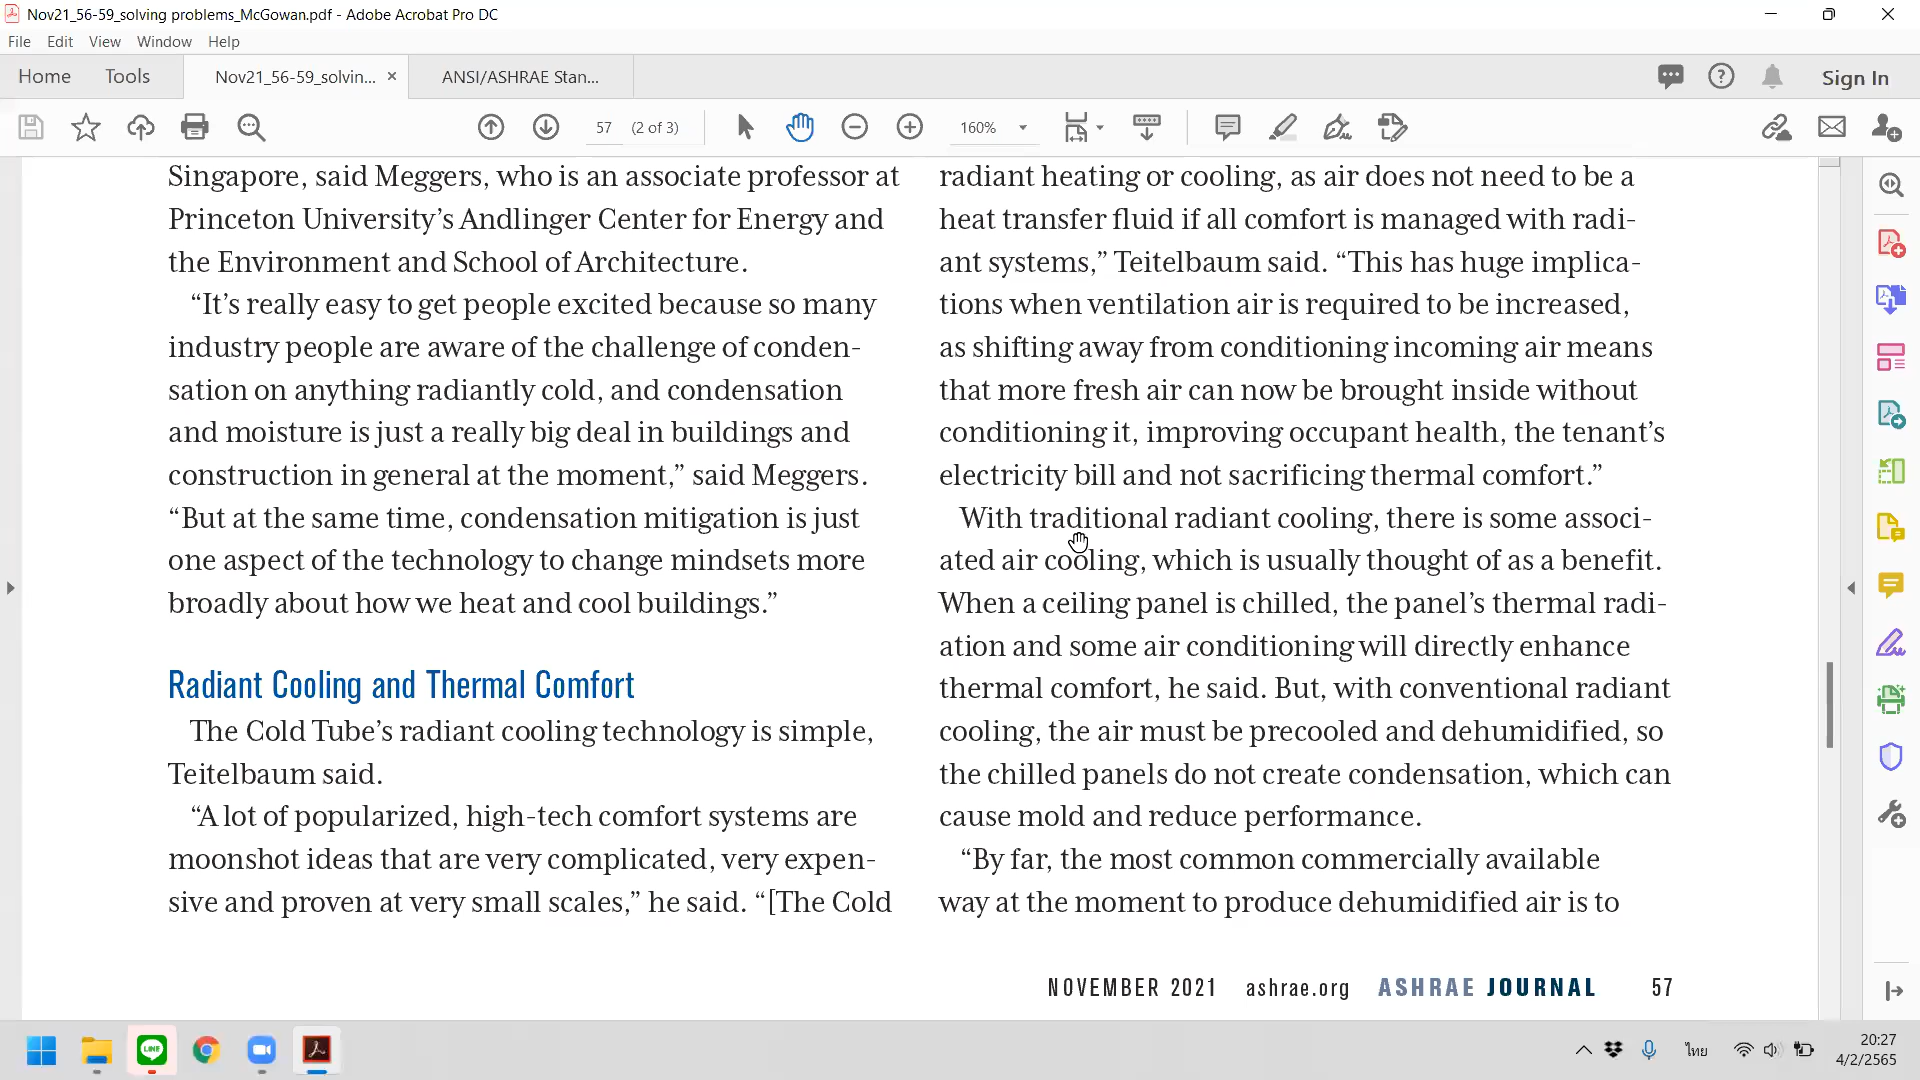 Nov21_56-59_solving problems_McGowan.pdf - Adobe Acrobat Pro DC
File Edit View Window Help
Home Tools Nov21_56-59_solvin... × ANSI/ASHRAE Stan... Sign In
57 (2 of 3) 160%
Singapore, said Meggers, who is an associate professor at
Princeton University’s Andlinger Center for Energy and
the Environment and School of Architecture.
“It’s really easy to get people excited because so many
industry people are aware of the challenge of conden-
sation on anything radiantly cold, and condensation
and moisture is just a really big deal in buildings and
construction in general at the moment,” said Meggers.
“But at the same time, condensation mitigation is just
one aspect of the technology to change mindsets more
broadly about how we heat and cool buildings.”
Radiant Cooling and Thermal Comfort
The Cold Tube’s radiant cooling technology is simple,
Teitelbaum said.
“A lot of popularized, high-tech comfort systems are
moonshot ideas that are very complicated, very expen-
sive and proven at very small scales,” he said. “[The Cold
radiant heating or cooling, as air does not need to be a
heat transfer fluid if all comfort is managed with radi-
ant systems,” Teitelbaum said. “This has huge implica-
tions when ventilation air is required to be increased,
as shifting away from conditioning incoming air means
that more fresh air can now be brought inside without
conditioning it, improving occupant health, the tenant’s
electricity bill and not sacrificing thermal comfort.”
With traditional radiant cooling, there is some associ-
ated air cooling, which is usually thought of as a benefit.
When a ceiling panel is chilled, the panel’s thermal radi-
ation and some air conditioning will directly enhance
thermal comfort, he said. But, with conventional radiant
cooling, the air must be precooled and dehumidified, so
the chilled panels do not create condensation, which can
cause mold and reduce performance.
“By far, the most common commercially available
way at the moment to produce dehumidified air is to
NOVEMBER 2021 ashrae.org ASHRAE JOURNAL 57
LINE
ไทย
20:27
4/2/2565